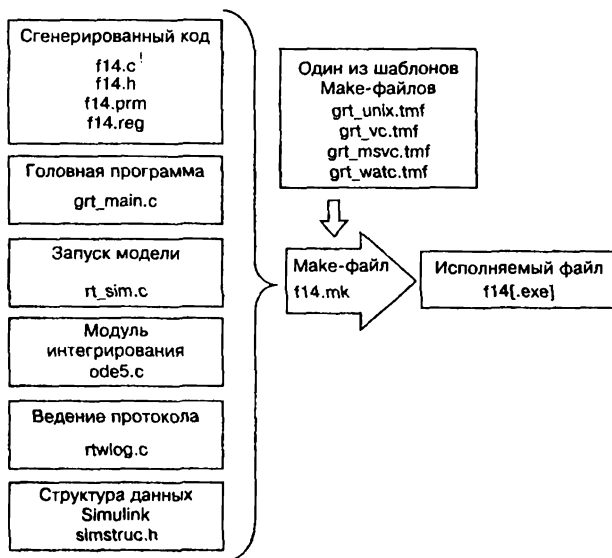 Сгенерированный код
f14.c
f14.h
f14.prm
f14.reg
Головная программа
grt_main.c
Запуск модели
rt_sim.c
Модуль
интегрирования
ode5.c
Ведение протокола
rtwlog.c
Структура данных
Simulink
simstruc.h
Один из шаблонов
Make-файлов
grt_unix.tmf
grt_vc.tmf
grt_msvc.tmf
grt_watc.tmf
Make-файл
f14.mk
Исполняемый файл
f14[.exe]